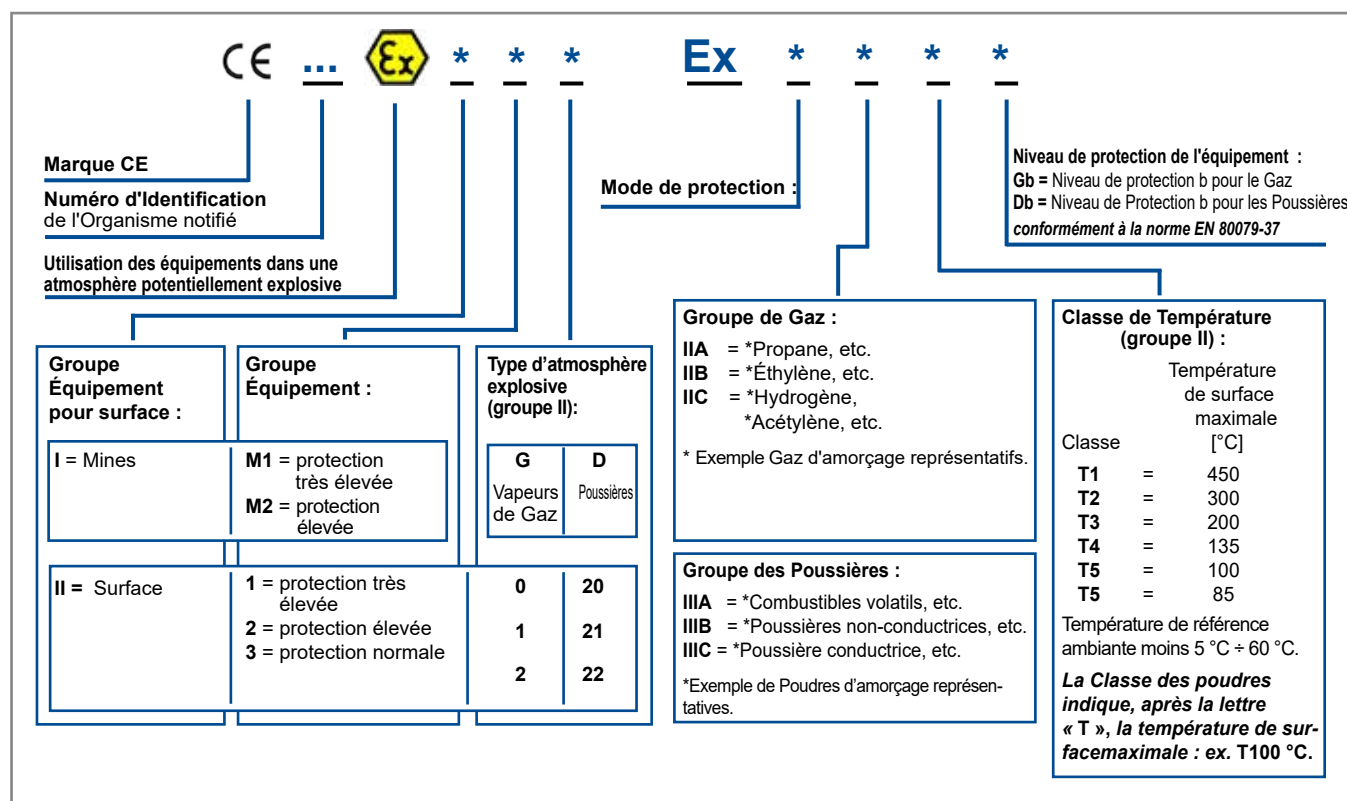 CE ... Ex * * * Ex * * * *
Marque CE
Numéro d'Identification
de l'Organisme notifié
Utilisation des équipements dans une
atmosphère potentiellement explosive
Mode de protection :
Niveau de protection de l'équipement :
Gb = Niveau de protection b pour le Gaz
Db = Niveau de Protection b pour les Poussières
conformément à la norme EN 80079-37
Groupe
Équipement
pour surface :
Groupe
Équipement :
Type d’atmosphère
explosive
(groupe II):
I = Mines
M1 = protection
très élevée
M2 = protection
élevée
G D
Vapeurs
de Gaz
Poussières
II = Surface
1 = protection très
élevée
2 = protection élevée
3 = protection normale
0 20
1 21
2 22
Groupe de Gaz :
IIA = *Propane, etc.
IIB = *Éthylène, etc.
IIC = *Hydrogène,
*Acétylène, etc.
* Exemple Gaz d'amorçage représentatifs.
Groupe des Poussières :
IIIA = *Combustibles volatils, etc.
IIIB = *Poussières non-conductrices, etc.
IIIC = *Poussière conductrice, etc.
*Exemple de Poudres d’amorçage représen-
tatives.
Classe de Température
(groupe II) :
Température
de surface
maximale
Classe [°C]
T1 = 450
T2 = 300
T3 = 200
T4 = 135
T5 = 100
T5 = 85
Température de référence
ambiante moins 5 °C ÷ 60 °C.
La Classe des poudres
indique, après la lettre
« T », la température de sur-
facemaximale : ex. T100 °C.